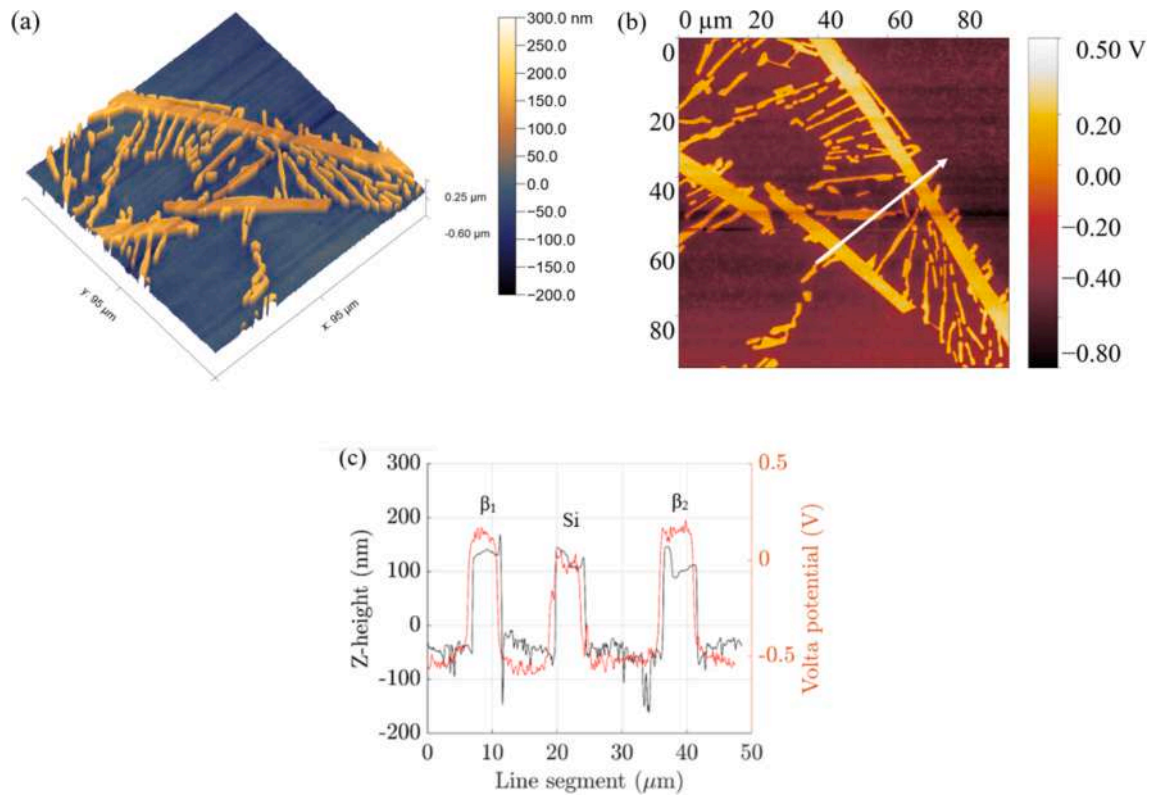 (a)
300.0 nm
250.0
200.0
150.0
100.0
50.0
0.0
−50.0
−100.0
−150.0
−200.0
0.25 µm
-0.60 µm
y: 95 µm
x: 95 µm
(b)
0 µm 20 40 60 80
0
20
40
60
80
0.50 V
0.20
0.00
−0.20
−0.40
−0.80
(c)
300
200
100
0
-100
-200
Z-height (nm)
β1
Si
β2
0.5
0
-0.5
Volta potential (V)
0 10 20 30 40 50
Line segment (µm)